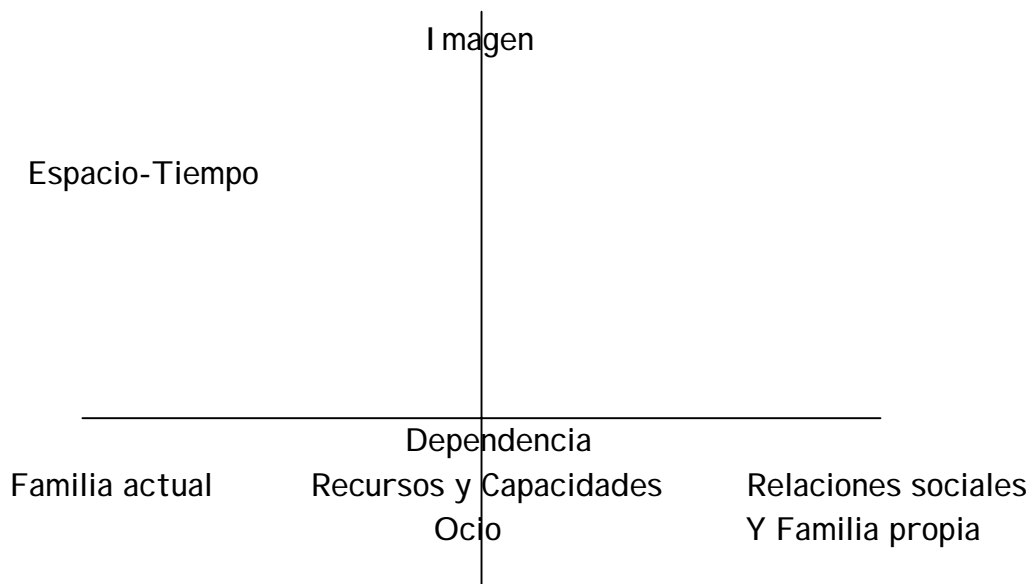 Imagen
Espacio-Tiempo
Dependencia
Familia actual Recursos y Capacidades Relaciones sociales
Ocio Y Familia propia